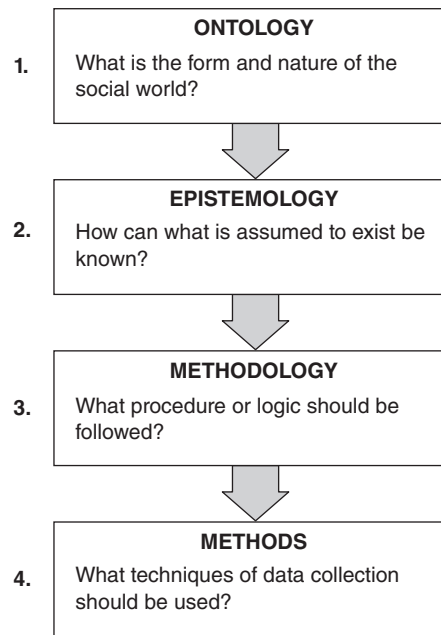 ONTOLOGY
1. What is the form and nature of the
social world?
EPISTEMOLOGY
2. How can what is assumed to exist be
known?
METHODOLOGY
3. What procedure or logic should be
followed?
METHODS
4. What techniques of data collection
should be used?